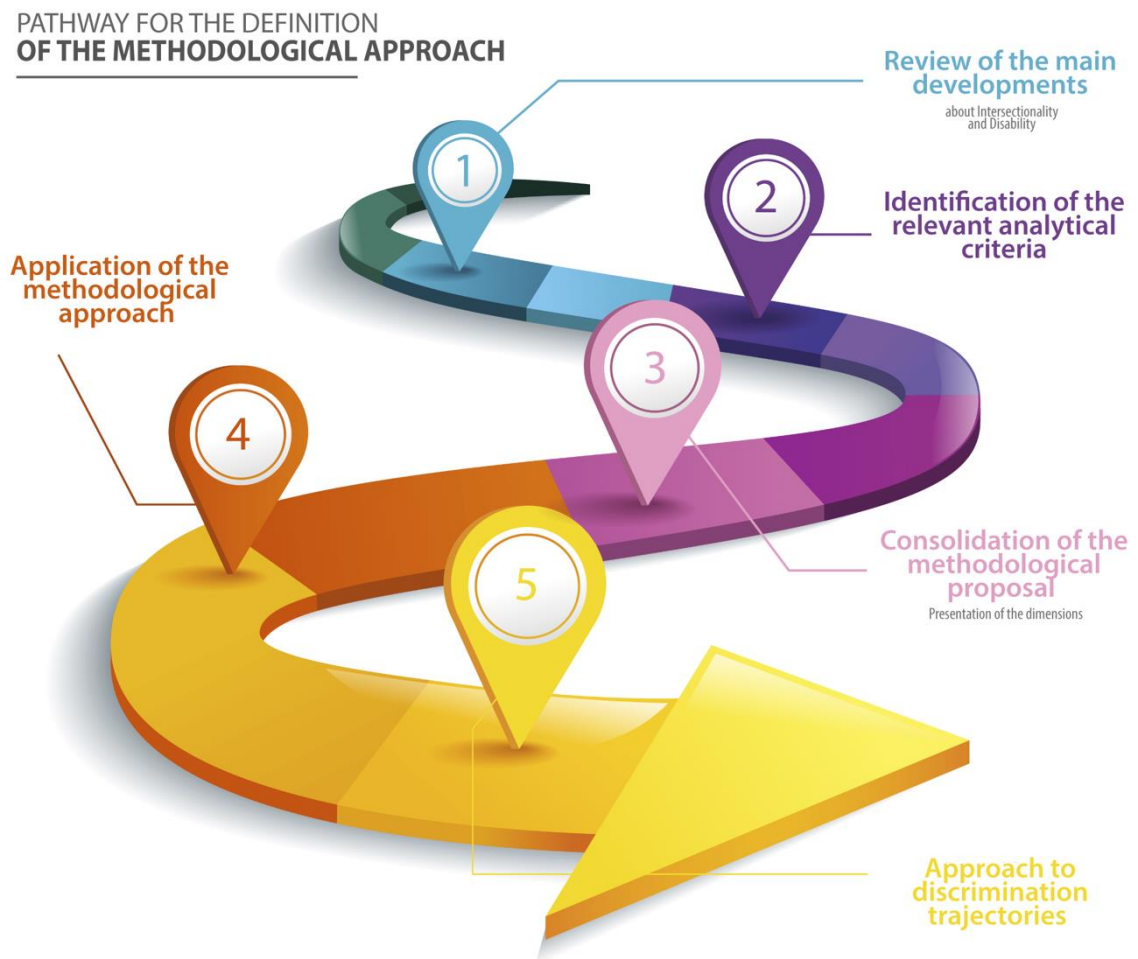 PATHWAY FOR THE DEFINITION
OF THE METHODOLOGICAL APPROACH
1
Review of the main
developments
about Intersectionality
and Disability
2
Identification of the
relevant analytical
criteria
3
Consolidation of the
methodological
proposal
Presentation of the dimensions
4
Application of the
methodological
approach
5
Approach to
discrimination
trajectories